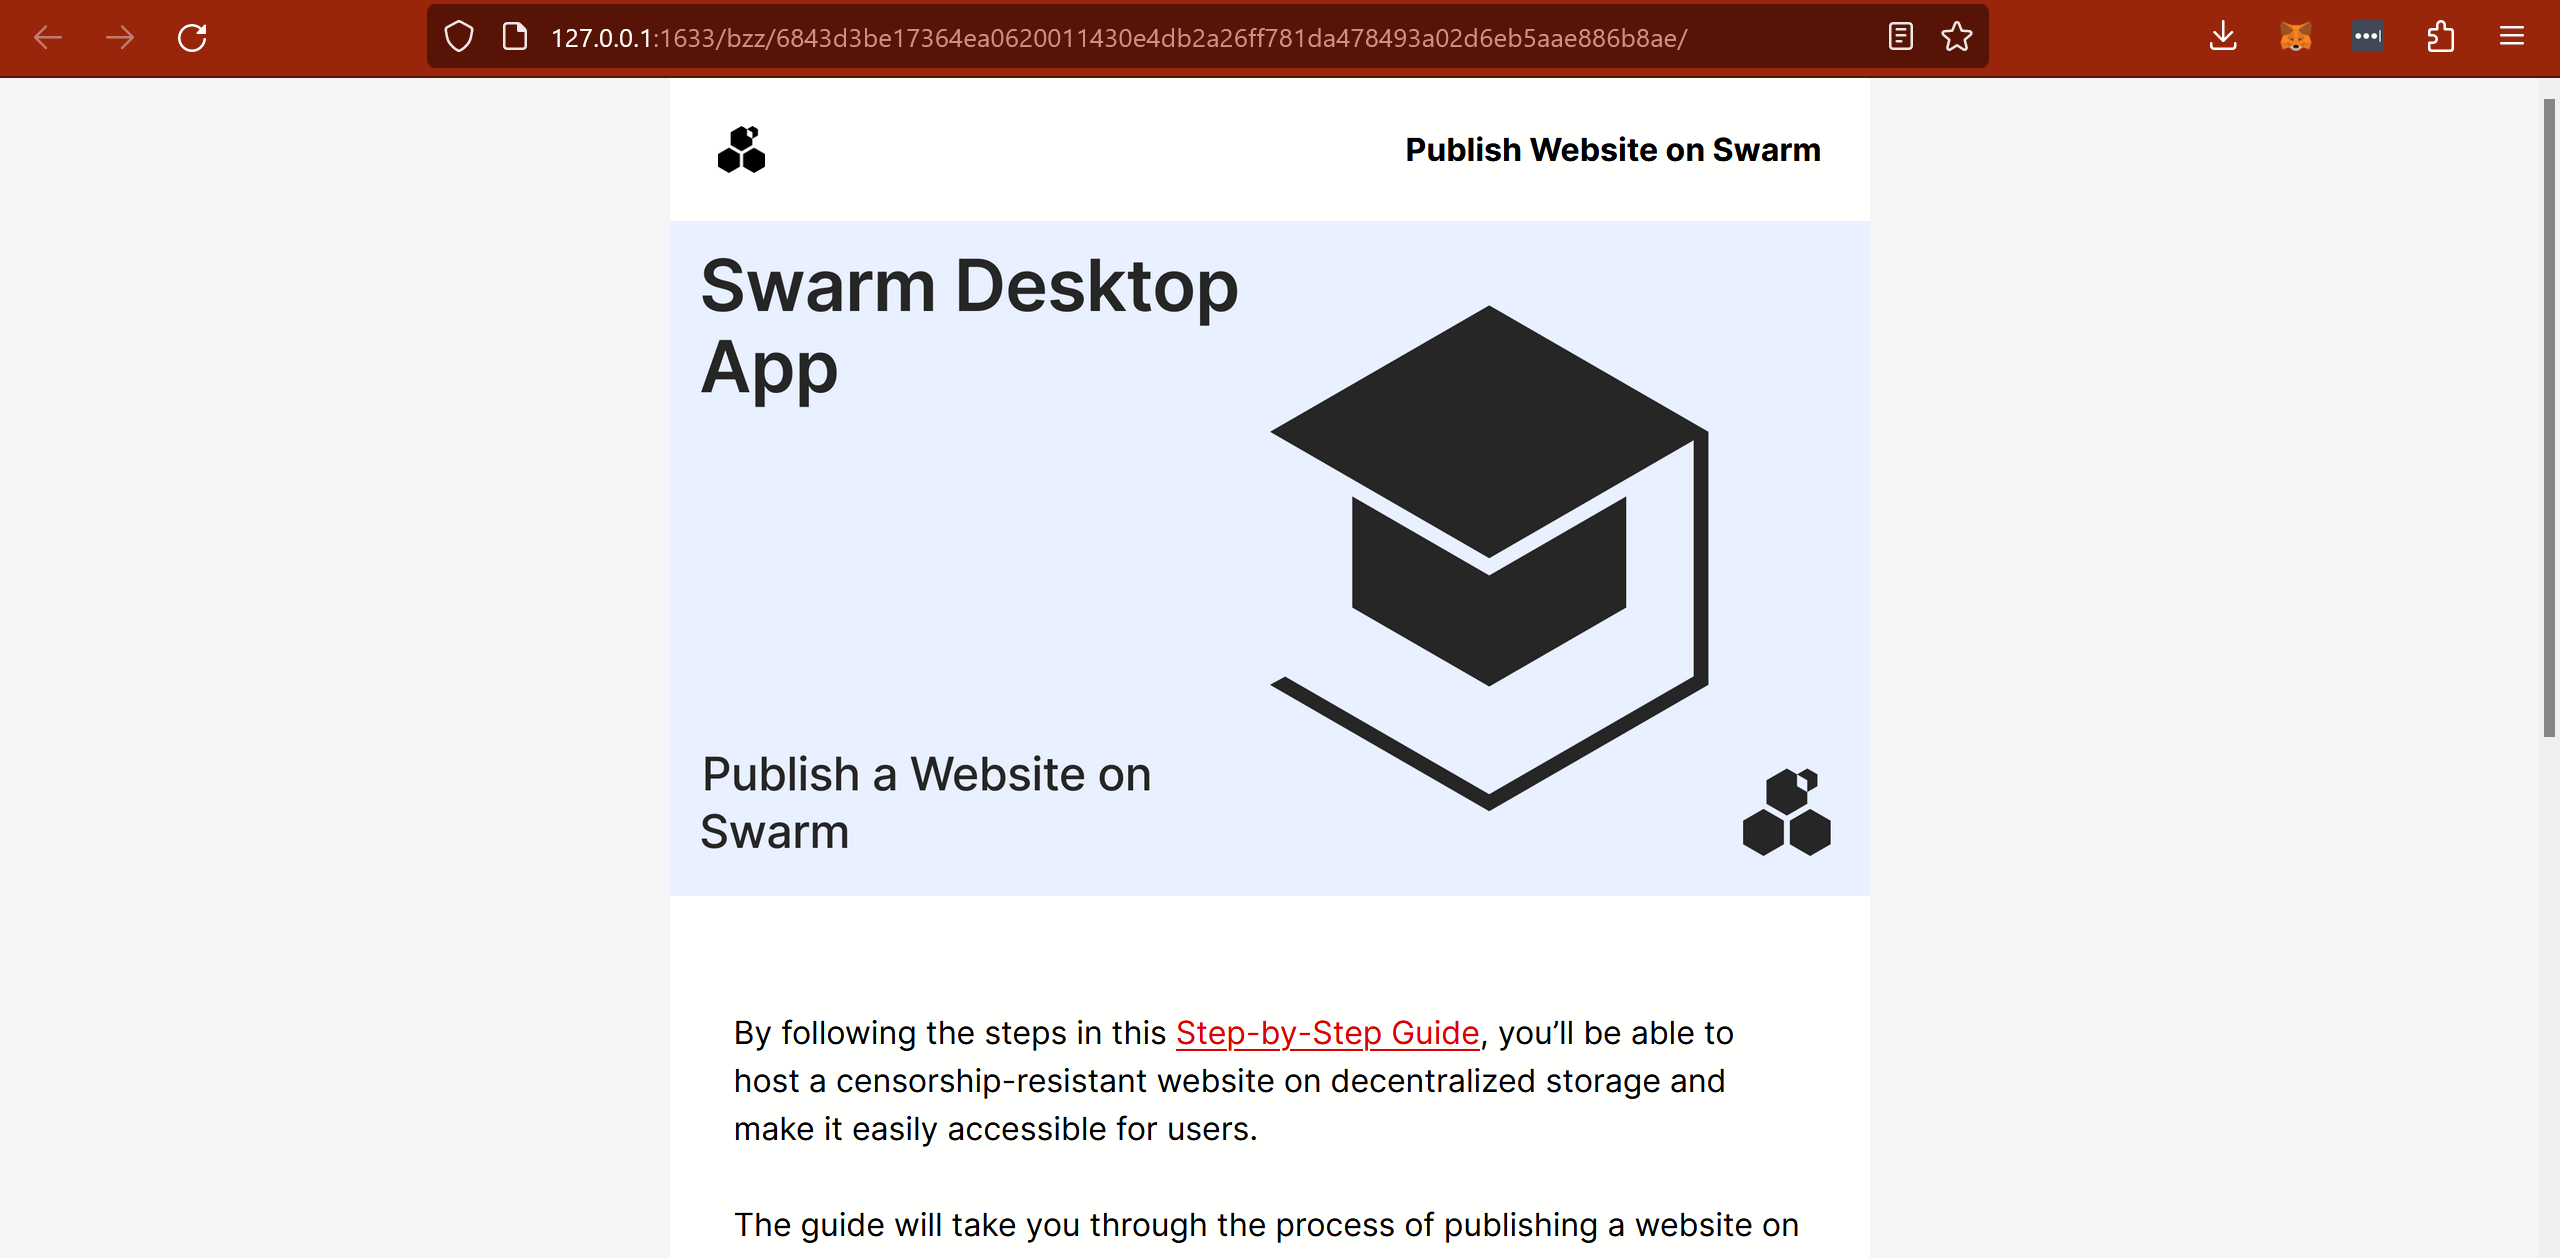 127.0.0.1:1633/bzz/6843d3be17364ea0620011430e4db2a26ff781da478493a02d6eb5aae886b8ae/
Publish Website on Swarm
Swarm Desktop
App
Publish a Website on
Swarm
By following the steps in this Step-by-Step Guide, you’ll be able to
host a censorship-resistant website on decentralized storage and
make it easily accessible for users.
The guide will take you through the process of publishing a website on